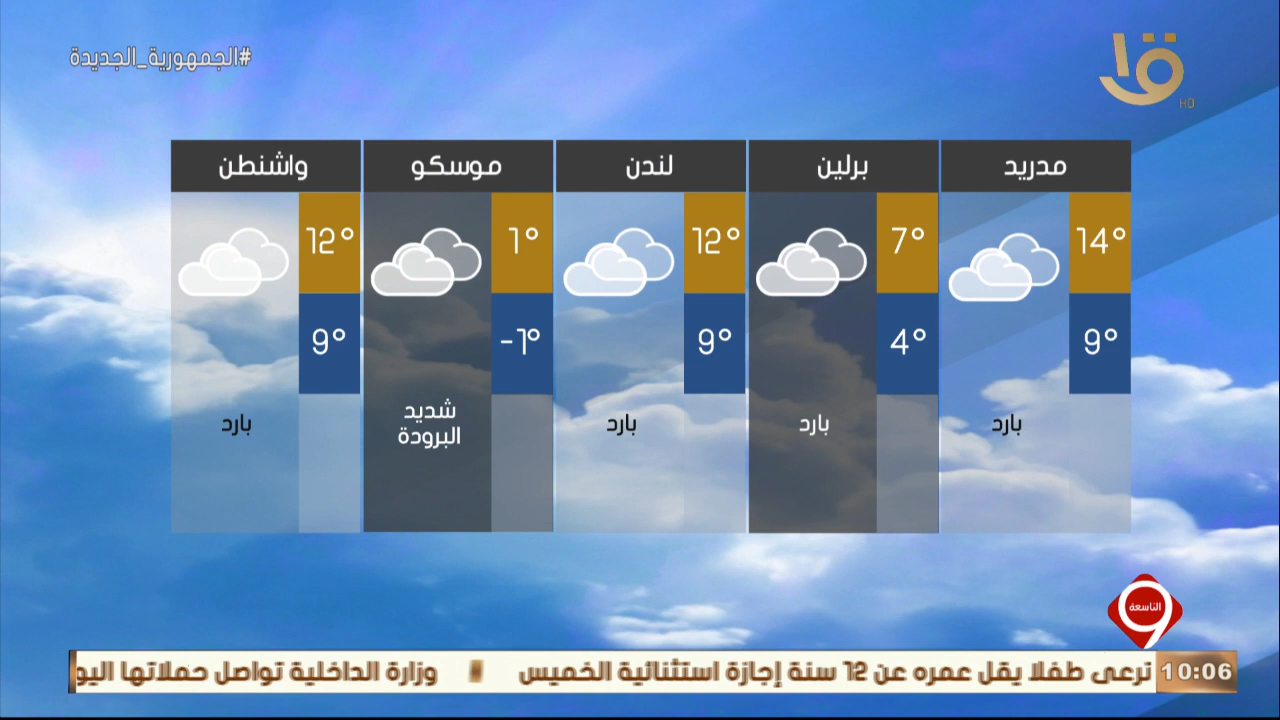 #الجمهورية_الجديدة
HD
مدريد
14°
9°
بارد
برلين
7°
4°
بارد
لندن
12°
9°
بارد
موسكو
1°
-1°
شديد
البرودة
واشنطن
12°
9°
بارد
التاسعة
9
10:06
ترعى طفلا يقل عمره عن 12 سنة إجازة استثنائية الخميس
وزارة الداخلية تواصل حملاتها اليو